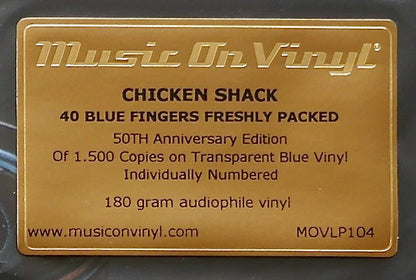 Music On Vinyl®
CHICKEN SHACK
40 BLUE FINGERS FRESHLY PACKED
50TH Anniversary Edition
Of 1.500 Copies on Transparent Blue Vinyl
Individually Numbered
180 gram audiophile vinyl
www.musiconvinyl.com MOVLP104